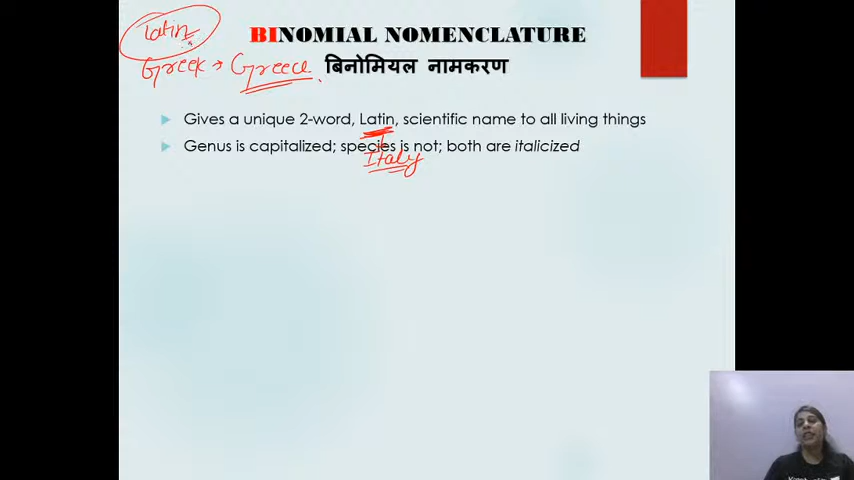 Latin
BINOMIAL NOMENCLATURE
Greek → Greece
बिनोमियल नामकरण
Gives a unique 2-word, Latin, scientific name to all living things
Genus is capitalized; species is not; both are italicized
Italy